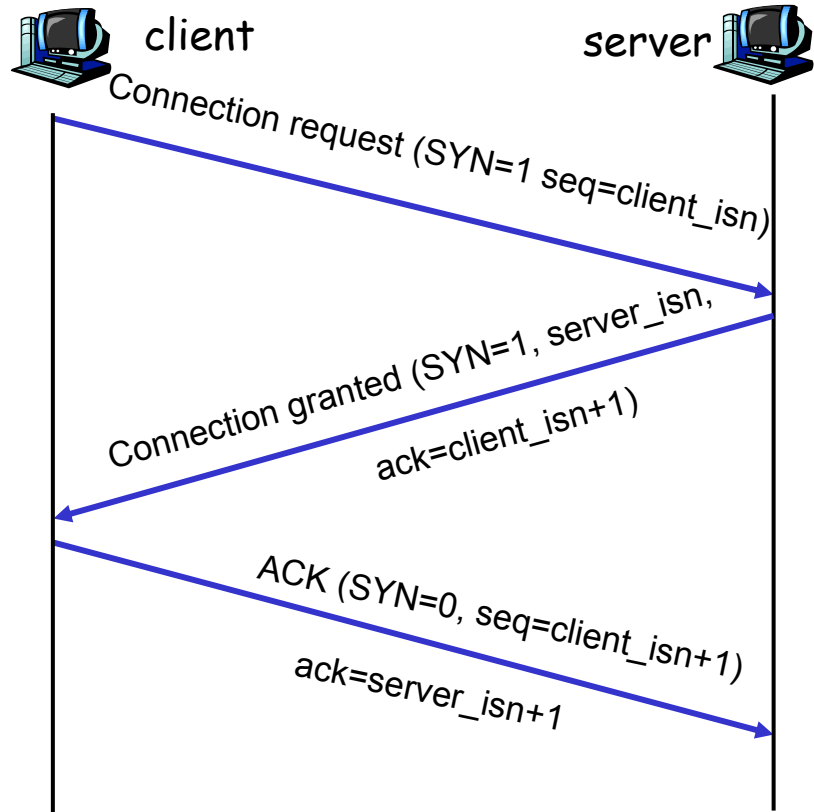 client
server
Connection request (SYN=1 seq=client_isn)
Connection granted (SYN=1, server_isn,
ack=client_isn+1)
ACK (SYN=0, seq=client_isn+1)
ack=server_isn+1